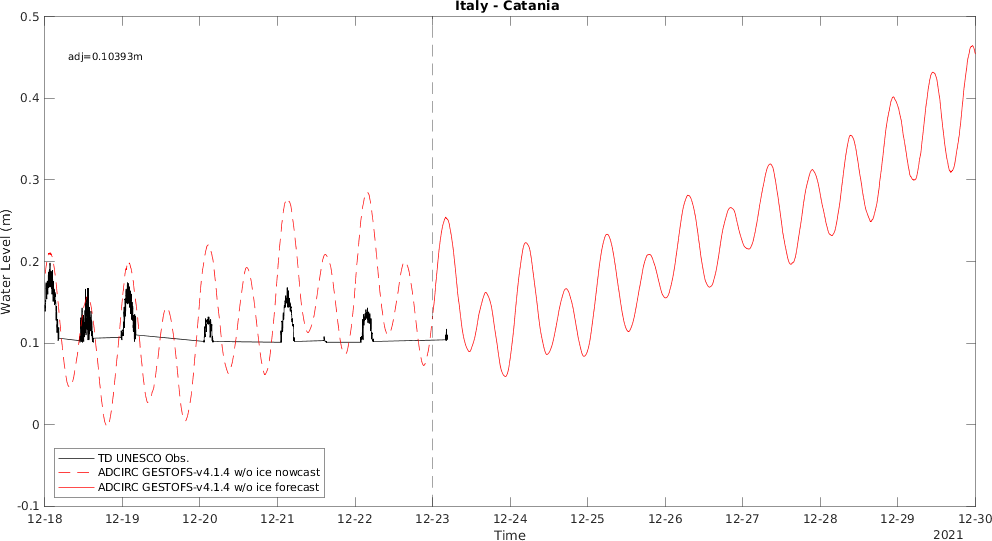 Italy - Catania
0.5
0.4
0.3
0.2
0.1
0
-0.1
Water Level (m)
adj=0.10393m
TD UNESCO Obs.
ADCIRC GESTOFS-v4.1.4 w/o ice nowcast
ADCIRC GESTOFS-v4.1.4 w/o ice forecast
12-18 12-19 12-20 12-21 12-22 12-23 12-24 12-25 12-26 12-27 12-28 12-29 12-30
Time
2021